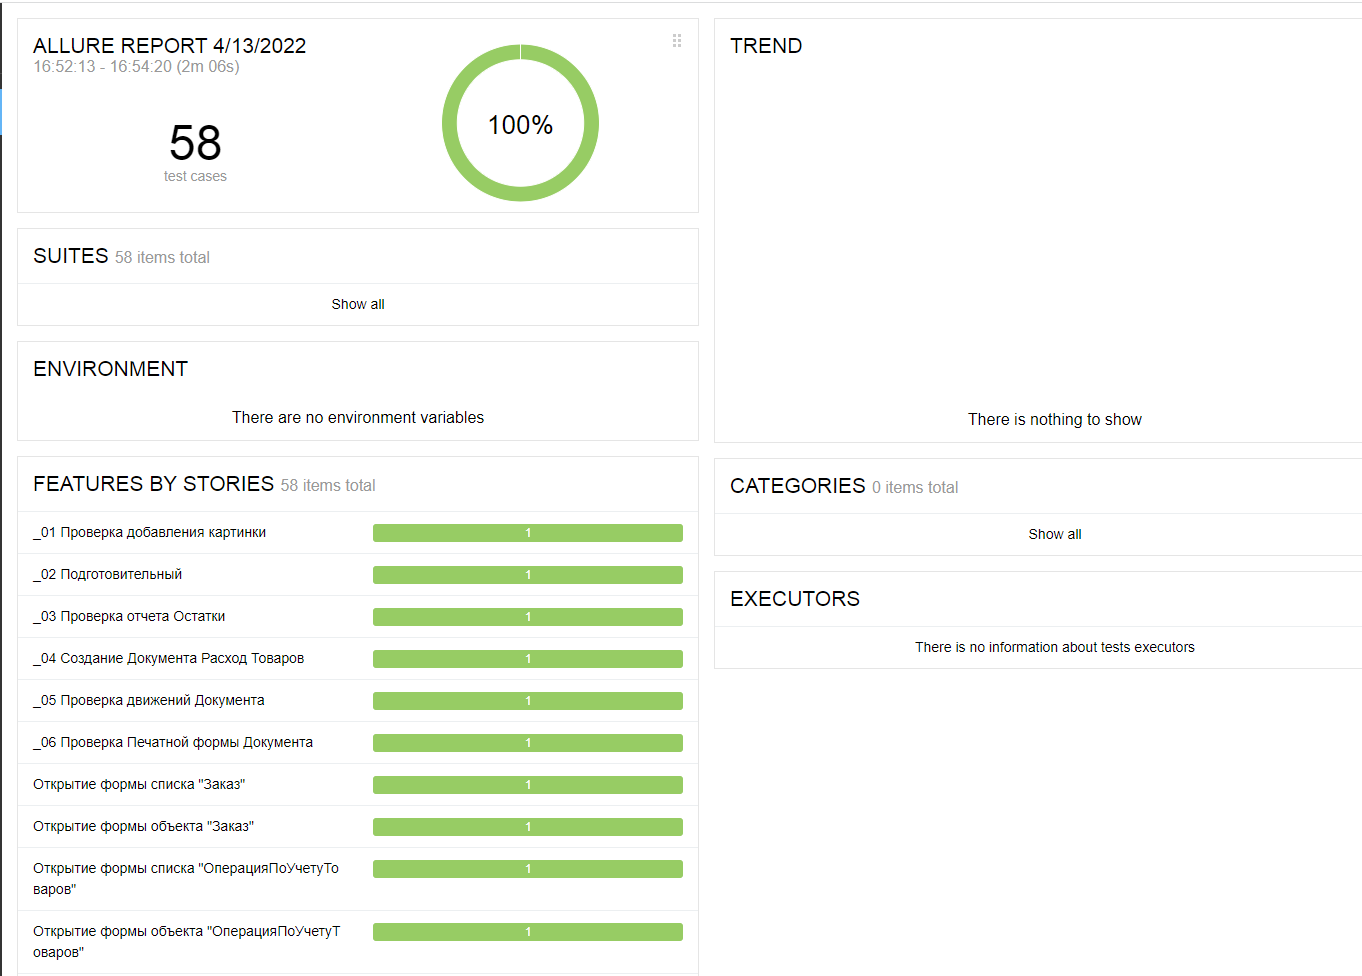 ALLURE REPORT 4/13/2022
16:52:13 - 16:54:20 (2m 06s)
58
test cases
100%
SUITES 58 items total
Show all
ENVIRONMENT
There are no environment variables
FEATURES BY STORIES 58 items total
_01 Проверка добавления картинки 1
_02 Подготовительный 1
_03 Проверка отчета Остатки 1
_04 Создание Документа Расход Товаров 1
_05 Проверка движений Документа 1
_06 Проверка Печатной формы Документа 1
Открытие формы списка "Заказ" 1
Открытие формы объекта "Заказ" 1
Открытие формы списка "ОперацияПоУчетуТо 1
варов"
Открытие формы объекта "ОперацияПоУчетуТ 1
оваров"
TREND
There is nothing to show
CATEGORIES 0 items total
Show all
EXECUTORS
There is no information about tests executors